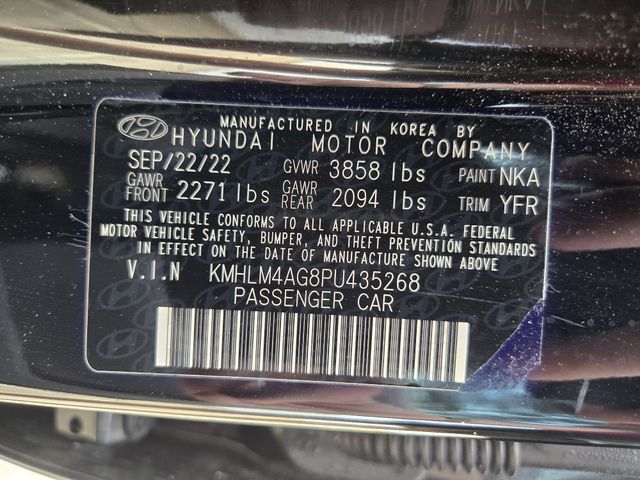 MANUFACTURED IN KOREA BY
HYUNDAI MOTOR COMPANY
SEP/22/22 GVWR 3858 lbs PAINT NKA
GAWR FRONT 2271 lbs GAWR REAR 2094 lbs TRIM YFR
THIS VEHICLE CONFORMS TO ALL APPLICABLE U.S.A. FEDERAL
MOTOR VEHICLE SAFETY, BUMPER, AND THEFT PREVENTION STANDARDS
IN EFFECT ON THE DATE OF MANUFACTURE SHOWN ABOVE
V.I.N KMHLM4AG8PU435268
PASSENGER CAR